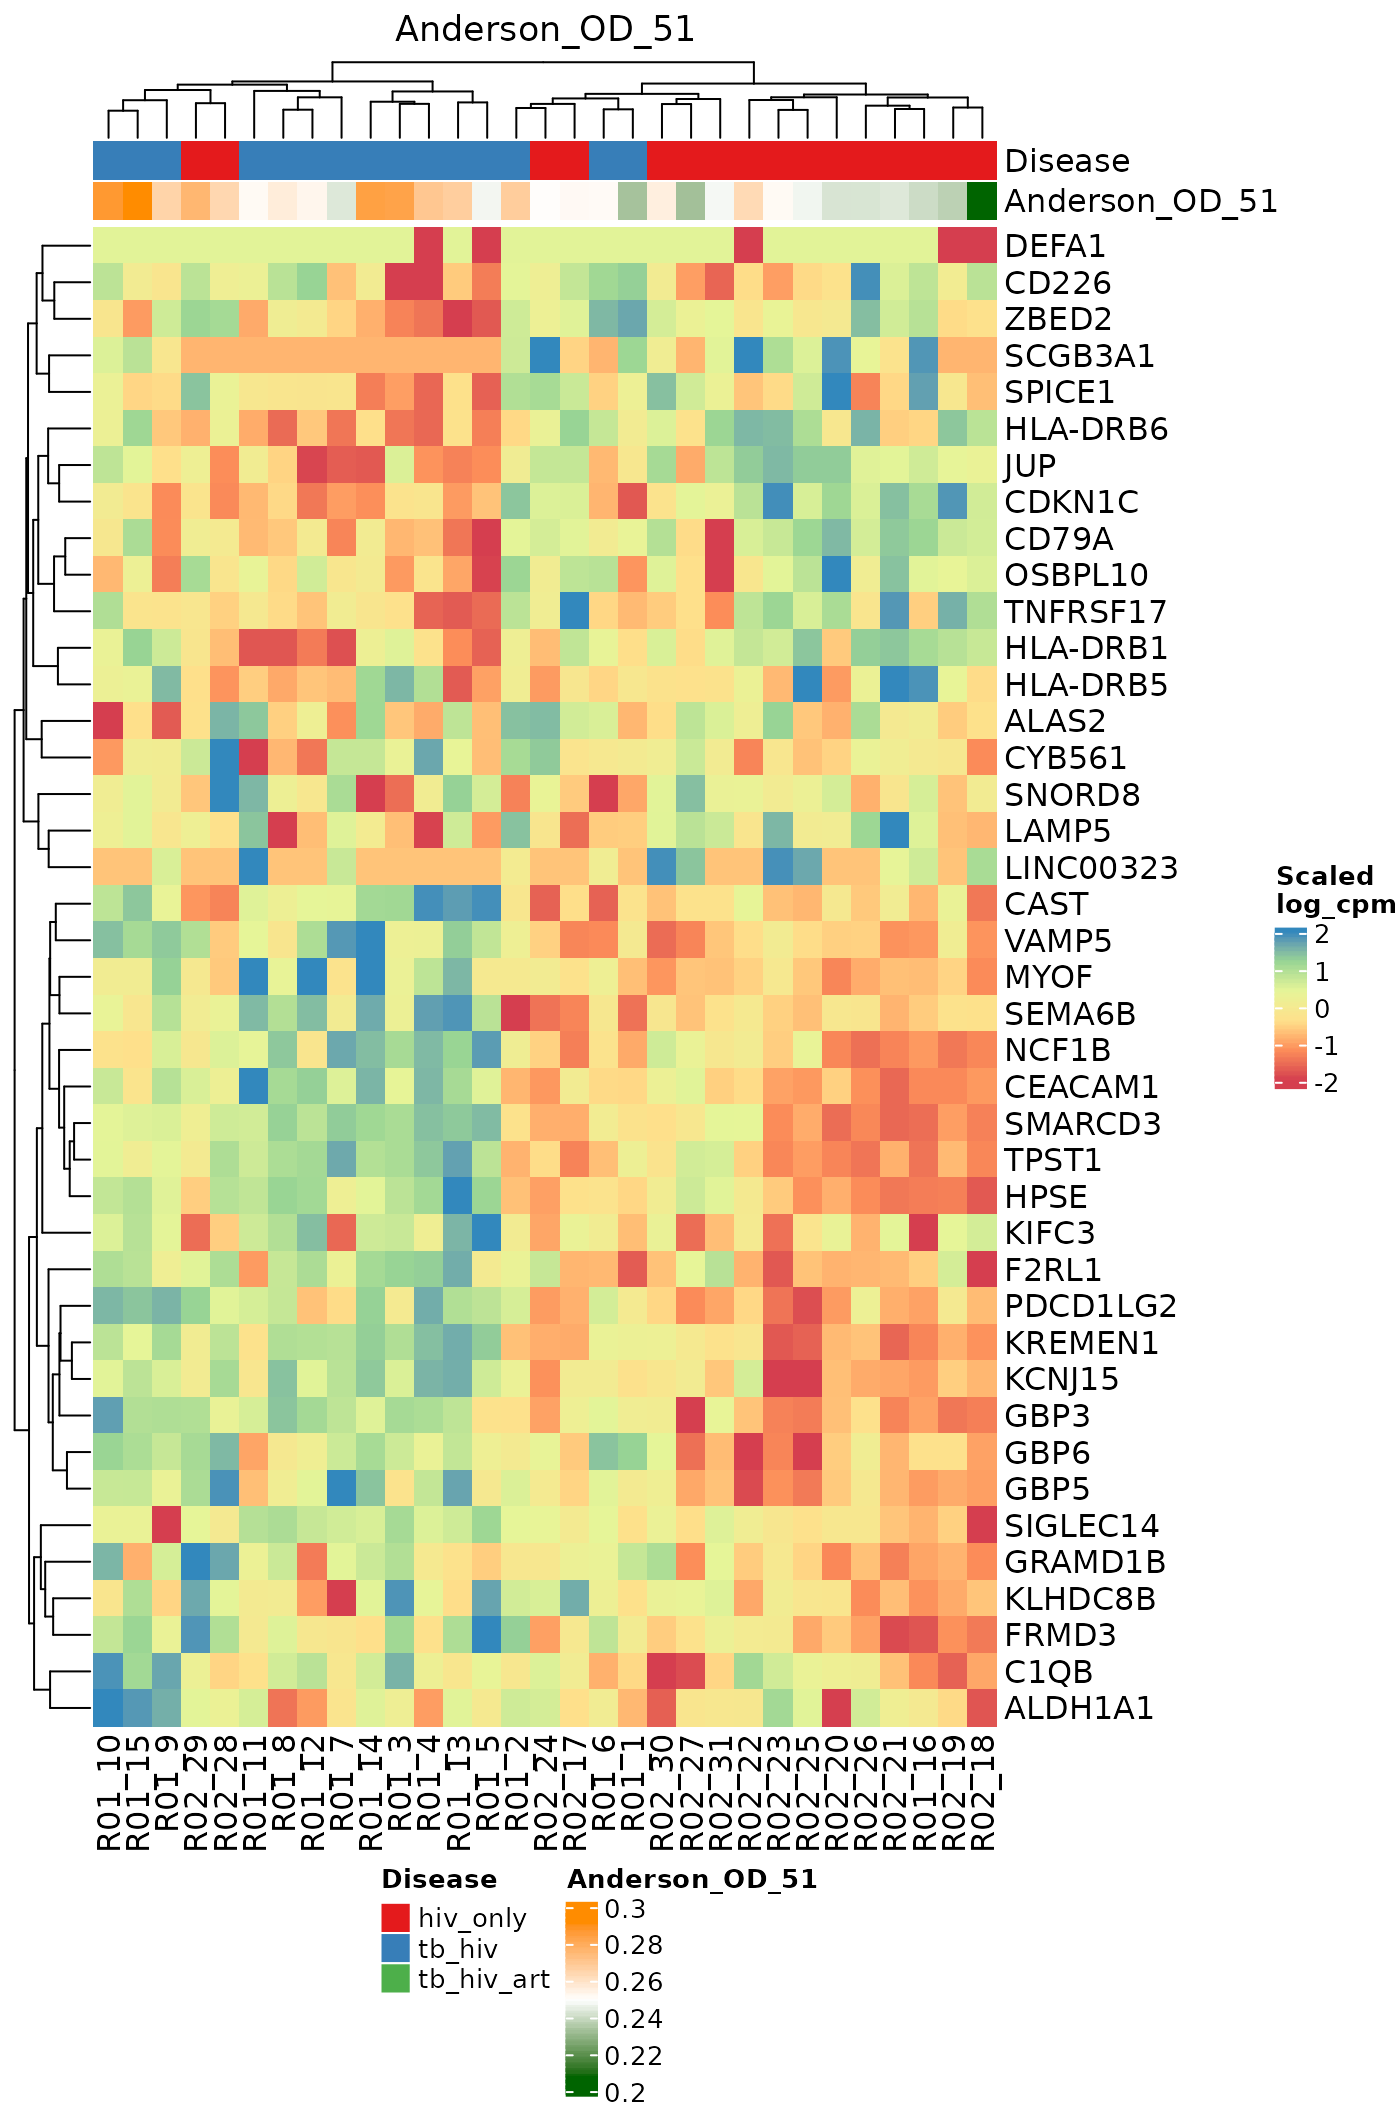 Anderson_OD_51
Disease
Anderson_OD_51
DEFA1
CD226
ZBED2
SCGB3A1
SPICE1
HLA-DRB6
JUP
CDKN1C
CD79A
OSBPL10
TNFRSF17
HLA-DRB1
HLA-DRB5
ALAS2
CYB561
SNORD8
LAMP5
LINC00323
CAST
VAMP5
MYOF
SEMA6B
NCF1B
CEACAM1
SMARCD3
TPST1
HPSE
KIFC3
F2RL1
PDCD1LG2
KREMEN1
KCNJ15
GBP3
GBP6
GBP5
SIGLEC14
GRAMD1B
KLHDC8B
FRMD3
C1QB
ALDH1A1
Scaled
log_cpm
2
1
0
-1
-2
R01_10
R01_15
R01_9
R02_29
R02_28
R01_11
R01_8
R01_12
R01_7
R01_14
R01_3
R01_4
R01_13
R01_5
R01_2
R02_24
R02_17
R01_6
R01_1
R02_30
R02_27
R02_31
R02_22
R02_23
R02_25
R02_20
R02_26
R02_21
R01_16
R02_19
R02_18
Disease
hiv_only
tb_hiv
tb_hiv_art
Anderson_OD_51
0.3
0.28
0.26
0.24
0.22
0.2